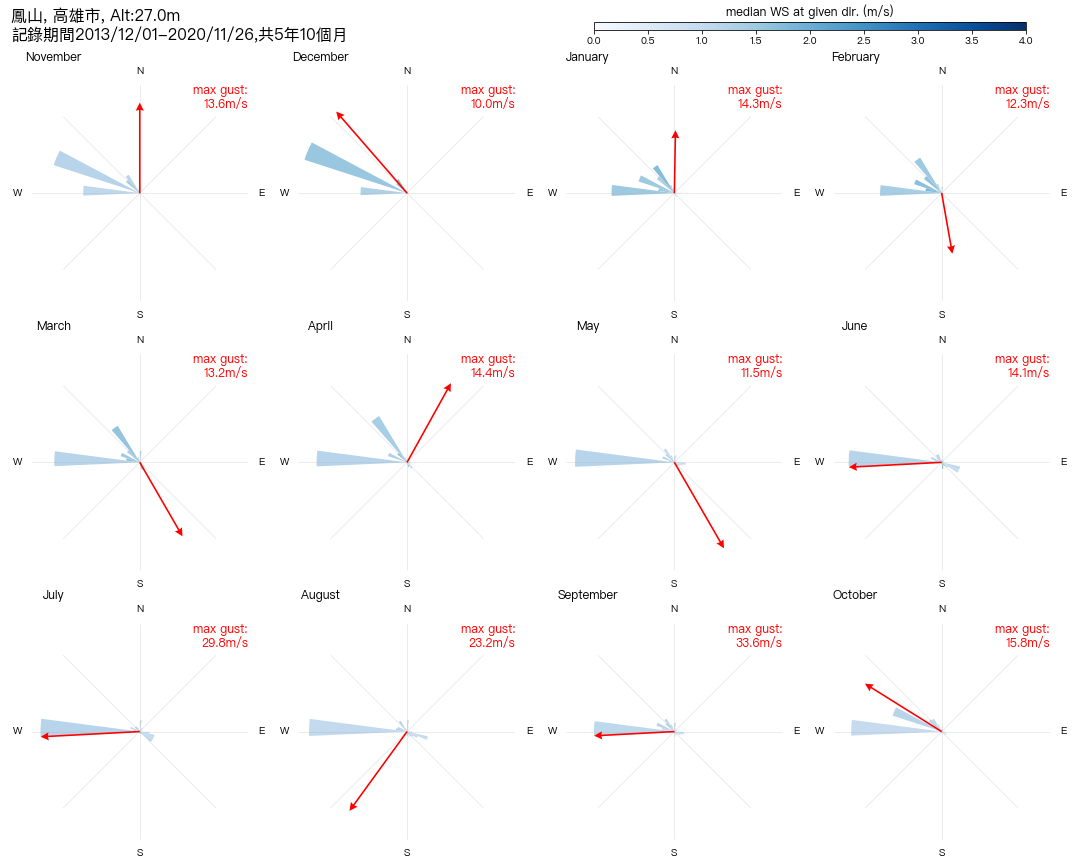 鳳山, 高雄市, Alt:27.0m
記錄期間2013/12/01–2020/11/26,共5年10個月
median WS at given dir. (m/s)
0.0 0.5 1.0 1.5 2.0 2.5 3.0 3.5 4.0
November
N
max gust:
13.6m/s
W
E
S
December
N
max gust:
10.0m/s
W
E
S
January
N
max gust:
14.3m/s
W
E
S
February
N
max gust:
12.3m/s
W
E
S
March
N
max gust:
13.2m/s
W
E
S
April
N
max gust:
14.4m/s
W
E
S
May
N
max gust:
11.5m/s
W
E
S
June
N
max gust:
14.1m/s
W
E
S
July
N
max gust:
29.8m/s
W
E
S
August
N
max gust:
23.2m/s
W
E
S
September
N
max gust:
33.6m/s
W
E
S
October
N
max gust:
15.8m/s
W
E
S